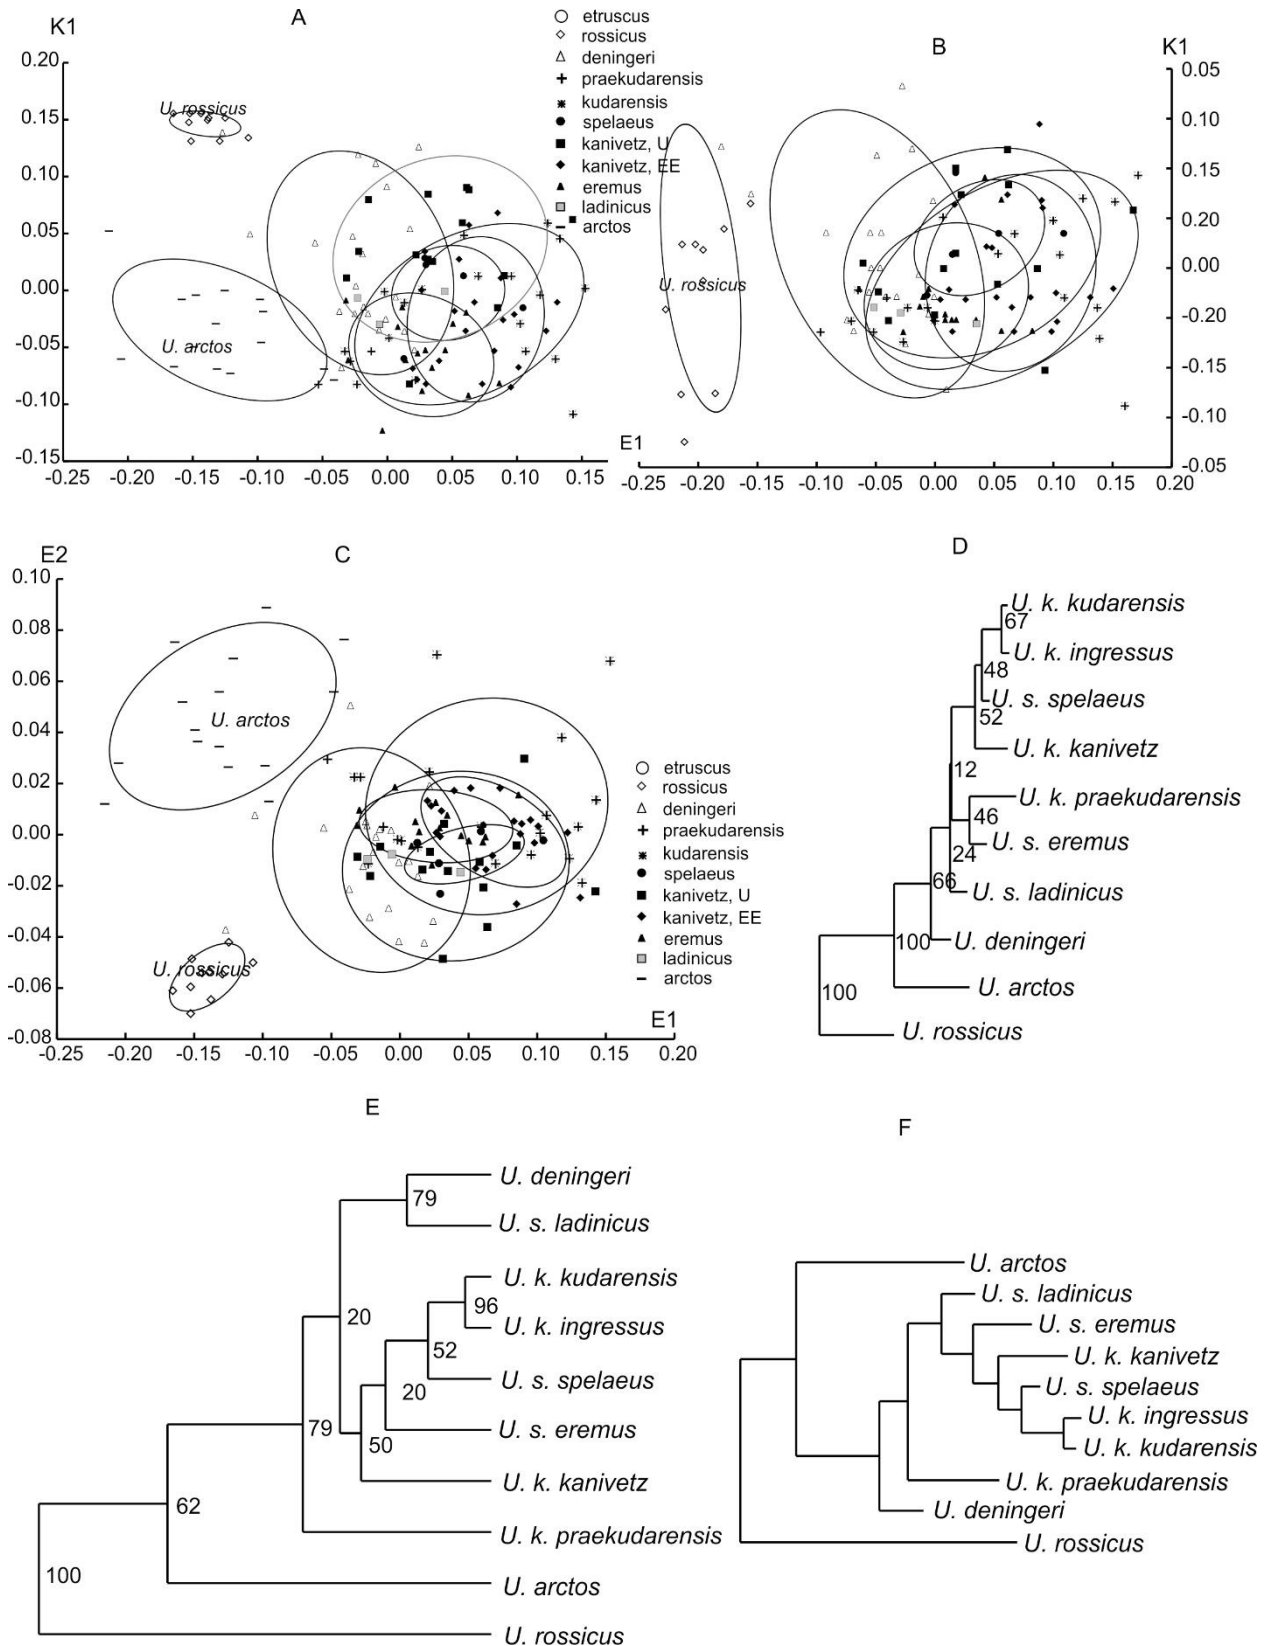 A
K1
0.20
0.15
0.10
0.05
0.00
-0.05
-0.10
-0.15
-0.25
-0.20
-0.15
-0.10
-0.05
0.00
0.05
0.10
0.15
U. rossicus
U. arctos
E1
etruscus
rossicus
deningeri
praekudarensis
kudarensis
spelaeus
kanivetz, U
kanivetz, EE
eremus
ladinicus
arctos
B
K1
0.05
0.10
0.15
0.20
0.00
-0.20
-0.15
-0.10
-0.05
-0.25
-0.20
-0.15
-0.10
-0.05
0.00
0.05
0.10
0.15
0.20
U. rossicus
C
E2
0.10
0.08
0.06
0.04
0.02
0.00
-0.02
-0.04
-0.06
-0.08
-0.25
-0.20
-0.15
-0.10
-0.05
0.00
0.05
0.10
0.15
0.20
U. arctos
U. rossicus
E1
etruscus
rossicus
deningeri
praekudarensis
kudarensis
spelaeus
kanivetz, U
kanivetz, EE
eremus
ladinicus
arctos
D
U. k. kudarensis
67
U. k. ingressus
48
U. s. spelaeus
52
U. k. kanivetz
12
U. k. praekudarensis
46
U. s. eremus
24
66
U. s. ladinicus
100
U. deningeri
U. arctos
100
U. rossicus
E
U. deningeri
79
U. s. ladinicus
U. k. kudarensis
96
20
U. k. ingressus
52
U. s. spelaeus
20
U. s. eremus
79
50
U. k. kanivetz
62
U. k. praekudarensis
100
U. arctos
U. rossicus
F
U. arctos
U. s. ladinicus
U. s. eremus
U. k. kanivetz
U. s. spelaeus
U. k. ingressus
U. k. kudarensis
U. k. praekudarensis
U. deningeri
U. rossicus